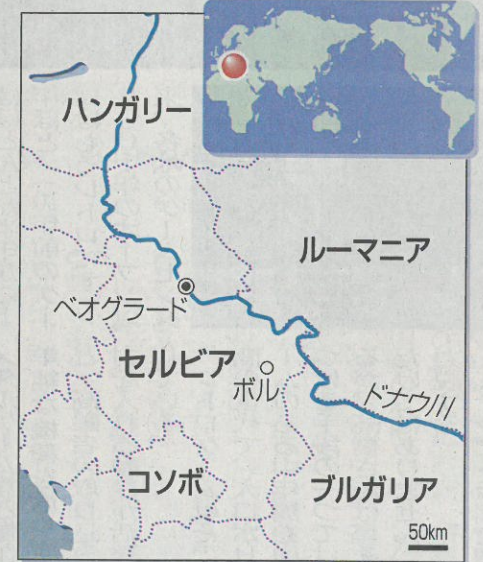 ハンガリー
ルーマニア
ベオグラード
セルビア
ボル
ドナウ川
コソボ
ブルガリア
50km